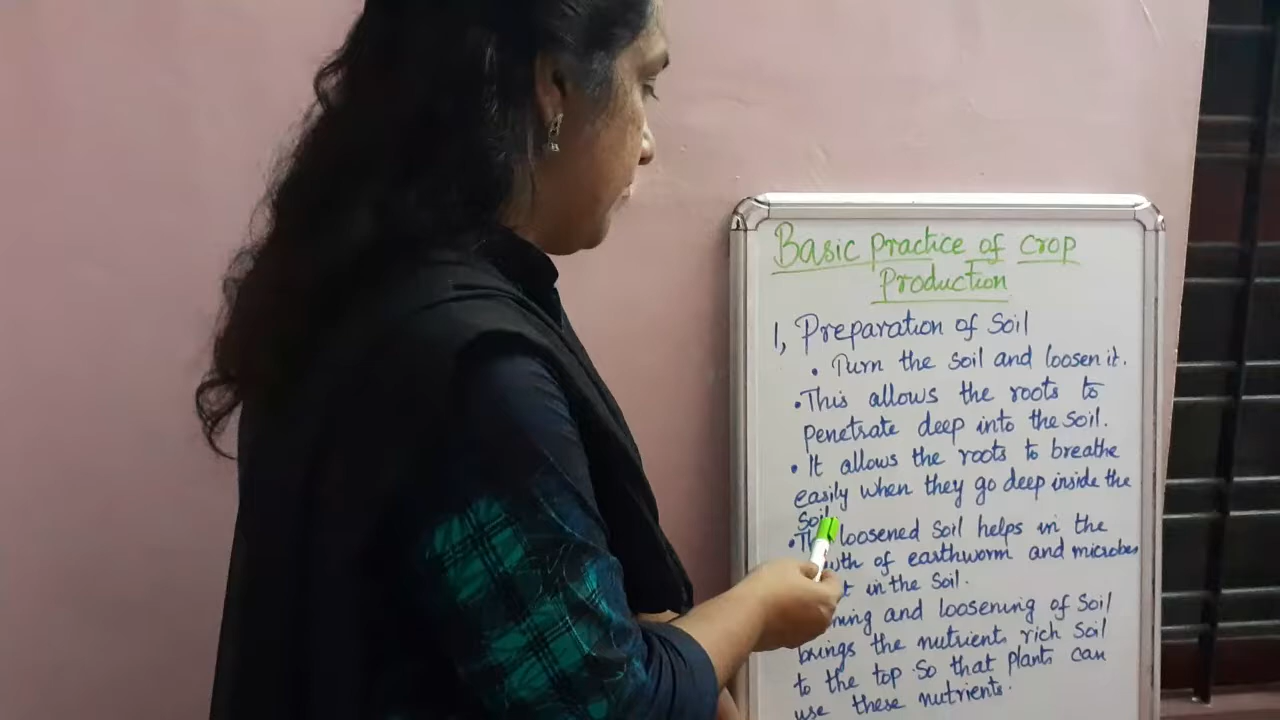 Basic Practice of crop
Production
1, Preparation of Soil
• Turn the soil and loosen it.
• This allows the roots to
penetrate deep into the soil.
• It allows the roots to breathe
easily when they go deep inside the
Soil
• loosened soil helps in the
of earthworm and microbes
in the soil.
and loosening of soil
brings the nutrient rich soil
to the top so that plants can
use these nutrients.